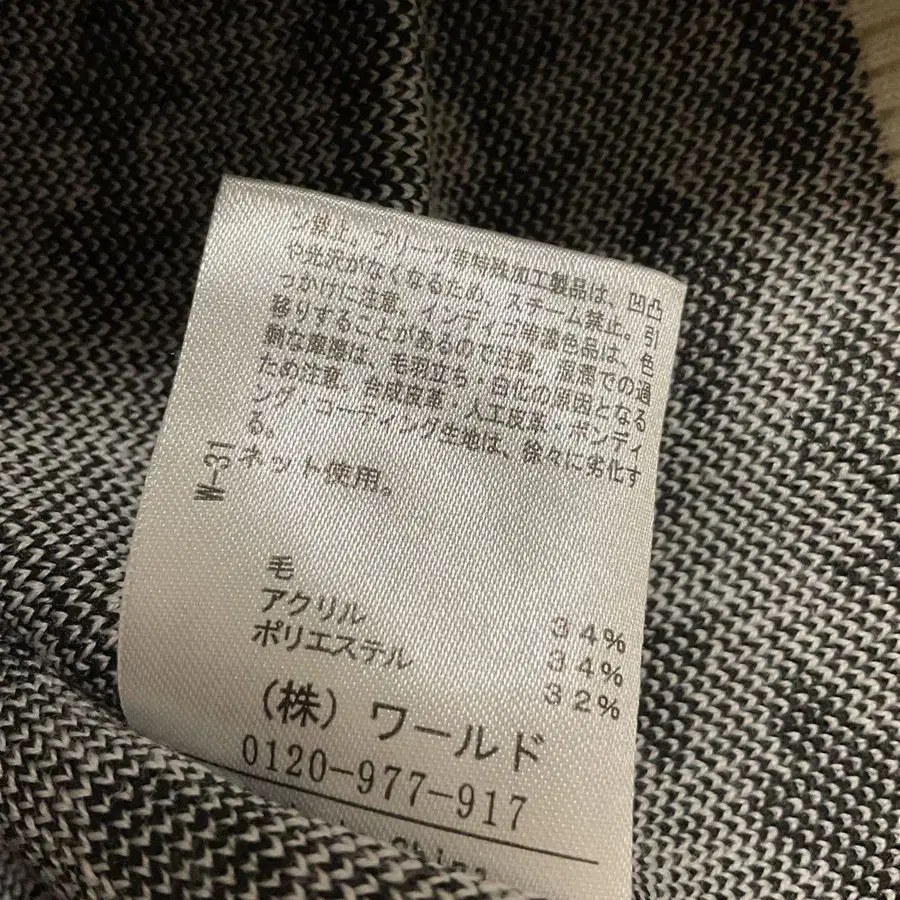 ン禁止。プリーツ等特殊加工製品は、凹凸
や光沢がなくなるため、スチーム禁止。引
っかけに注意。インディゴ等濃色品は、色
移りすることがあるので注意。湿潤での過
剰な摩擦は、毛羽立ち・白化の原因となる
ため注意。合成皮革・人工皮革・ボンディ
ング・コーティング生地は、徐々に劣化す
る。
ネット使用。
W-31
毛 34%
アクリル 34%
ポリエステル 32%
(株) ワールド
0120-977-917